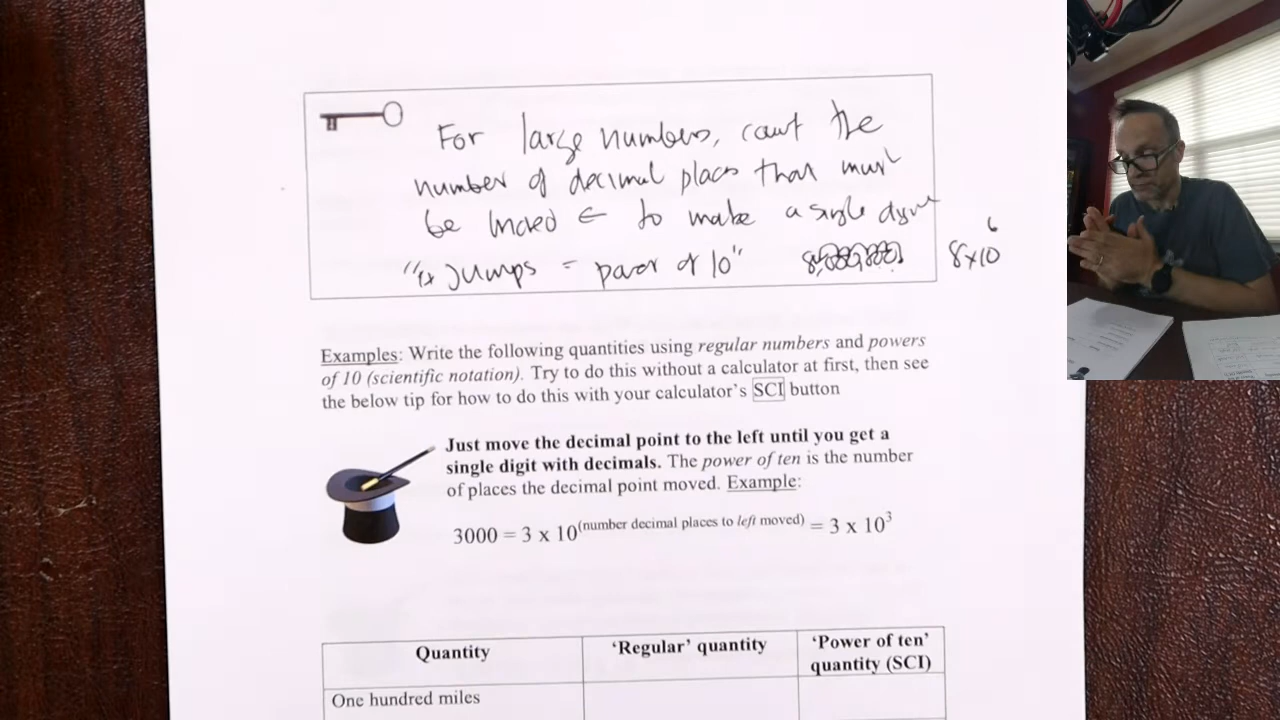 For large numbers, count the
number of decimal places that must
be moved ← to make a single digit
"# jumps = power of 10"
8,000,000. 8x10⁶
Examples: Write the following quantities using regular numbers and powers
of 10 (scientific notation). Try to do this without a calculator at first, then see
the below tip for how to do this with your calculator's SCI button
Just move the decimal point to the left until you get a
single digit with decimals. The power of ten is the number
of places the decimal point moved. Example:
3000 = 3 x 10^(number decimal places to left moved) = 3 x 10³
Quantity 'Regular' quantity 'Power of ten'
quantity (SCI)
One hundred miles